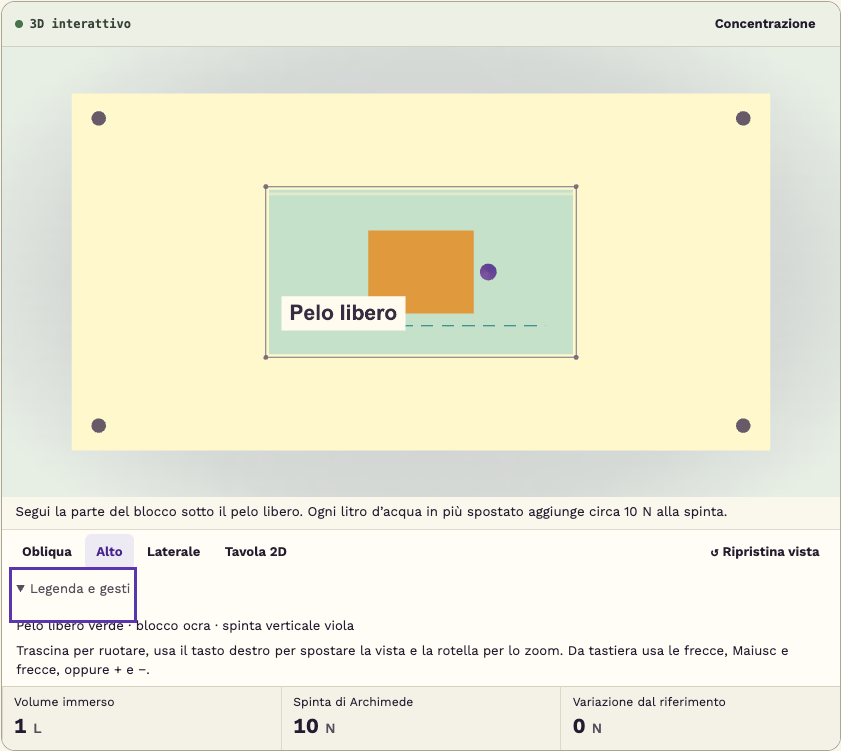 3D interattivo
Concentrazione
Pelo libero
Segui la parte del blocco sotto il pelo libero. Ogni litro d’acqua in più spostato aggiunge circa 10 N alla spinta.
Obliqua Alto Laterale Tavola 2D ↺ Ripristina vista
▼ Legenda e gesti
Pelo libero verde · blocco ocra · spinta verticale viola
Trascina per ruotare, usa il tasto destro per spostare la vista e la rotella per lo zoom. Da tastiera usa le frecce, Maiusc e
frecce, oppure + e −.
Volume immerso
1 L
Spinta di Archimede
10 N
Variazione dal riferimento
0 N